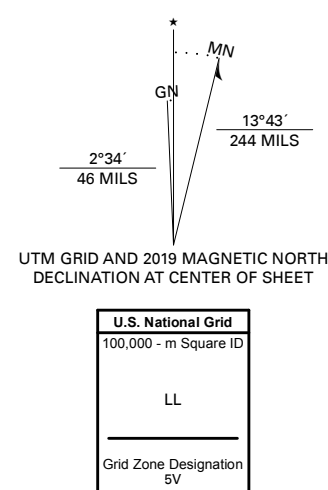 ★
MN
GN
13°43´
244 MILS
2°34´
46 MILS
UTM GRID AND 2019 MAGNETIC NORTH
DECLINATION AT CENTER OF SHEET
U.S. National Grid
100,000 - m Square ID
LL
Grid Zone Designation
5V